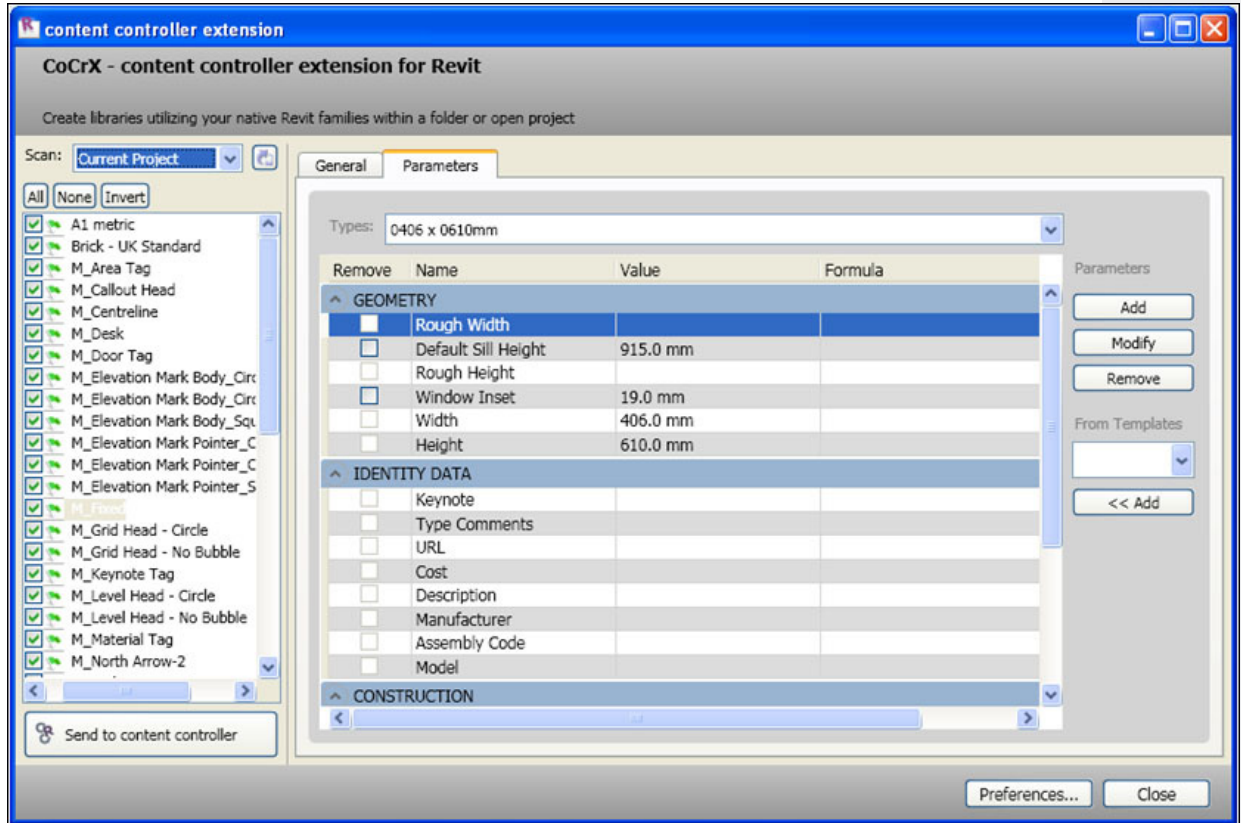 content controller extension
CoCrX - content controller extension for Revit
Create libraries utilizing your native Revit families within a folder or open project
Scan: Current Project
All None Invert
A1 metric
Brick - UK Standard
M_Area Tag
M_Callout Head
M_Centreline
M_Desk
M_Door Tag
M_Elevation Mark Body_Circ
M_Elevation Mark Body_Circ
M_Elevation Mark Body_Squ
M_Elevation Mark Pointer_C
M_Elevation Mark Pointer_C
M_Elevation Mark Pointer_S
M_Fixed
M_Grid Head - Circle
M_Grid Head - No Bubble
M_Keynote Tag
M_Level Head - Circle
M_Level Head - No Bubble
M_Material Tag
M_North Arrow-2
Send to content controller
General Parameters
Types: 0406 x 0610mm
Remove Name Value Formula
GEOMETRY
Rough Width
Default Sill Height 915.0 mm
Rough Height
Window Inset 19.0 mm
Width 406.0 mm
Height 610.0 mm
IDENTITY DATA
Keynote
Type Comments
URL
Cost
Description
Manufacturer
Assembly Code
Model
CONSTRUCTION
Parameters
Add
Modify
Remove
From Templates
<< Add
Preferences... Close